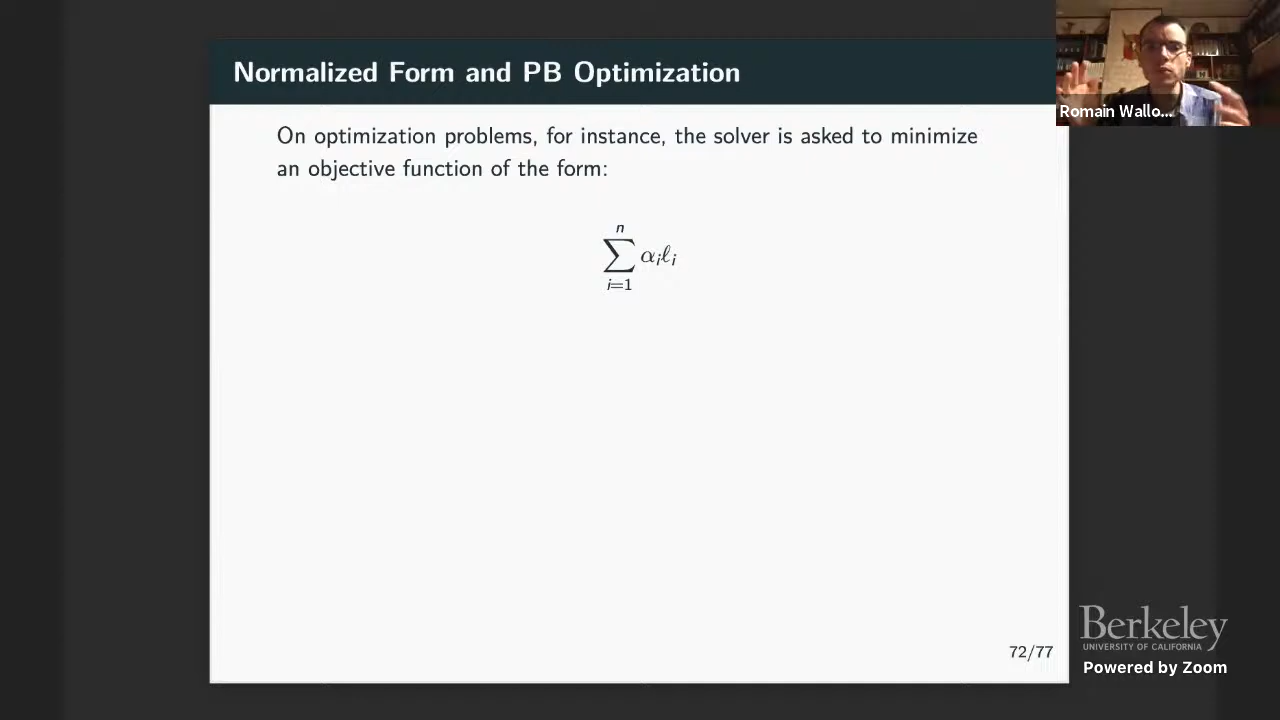 Normalized Form and PB Optimization
Romain Wallo...
On optimization problems, for instance, the solver is asked to minimize
an objective function of the form:
n
∑ αᵢℓᵢ
i=1
72/77
Berkeley
UNIVERSITY OF CALIFORNIA
Powered by Zoom